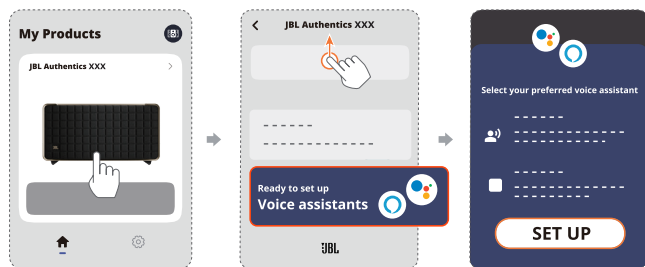 My Products
JBL Authentics XXX
JBL
JBL Authentics XXX
Ready to set up
Voice assistants
JBL
Select your preferred voice assistant
SET UP